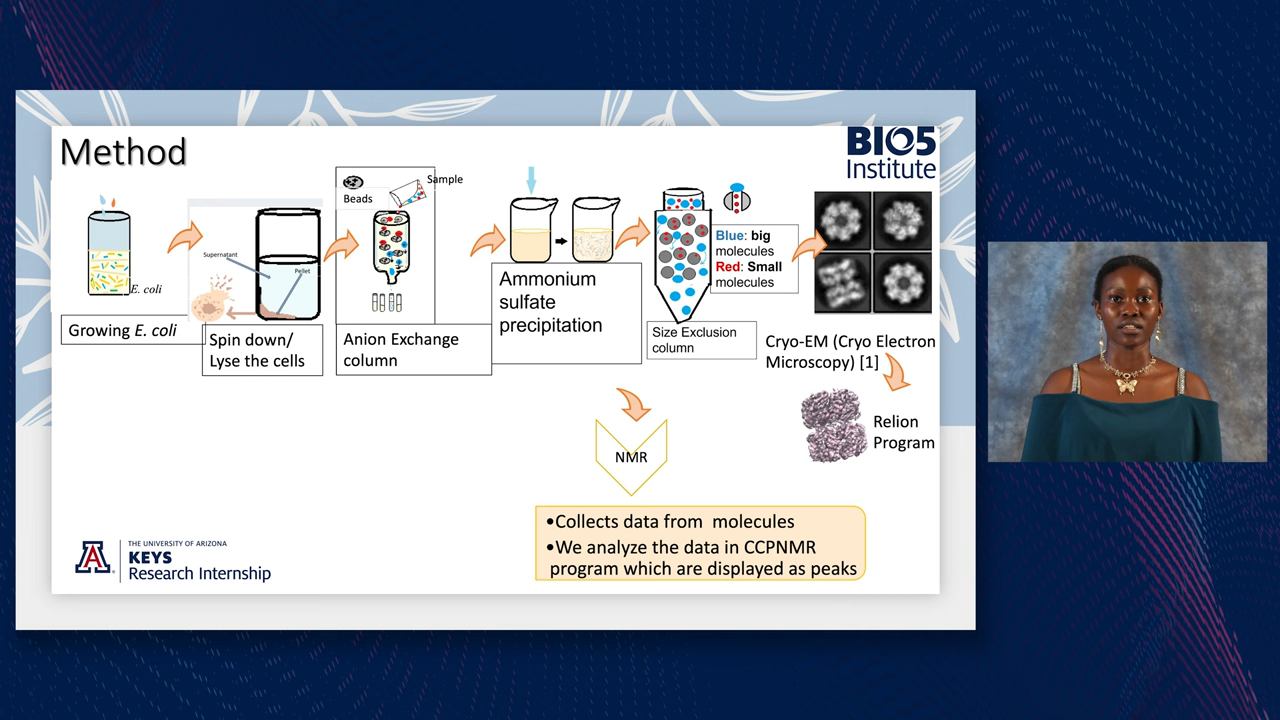 Method
BIO5
Institute
Sample
Beads
Supernatant
Pellet
E. coli
Growing E. coli
Spin down/
Lyse the cells
Anion Exchange
column
Ammonium
sulfate
precipitation
Blue: big
molecules
Red: Small
molecules
Size Exclusion
column
Cryo-EM (Cryo Electron
Microscopy) [1]
Relion
Program
NMR
•Collects data from molecules
•We analyze the data in CCPNMR
program which are displayed as peaks
A
THE UNIVERSITY OF ARIZONA
KEYS
Research Internship